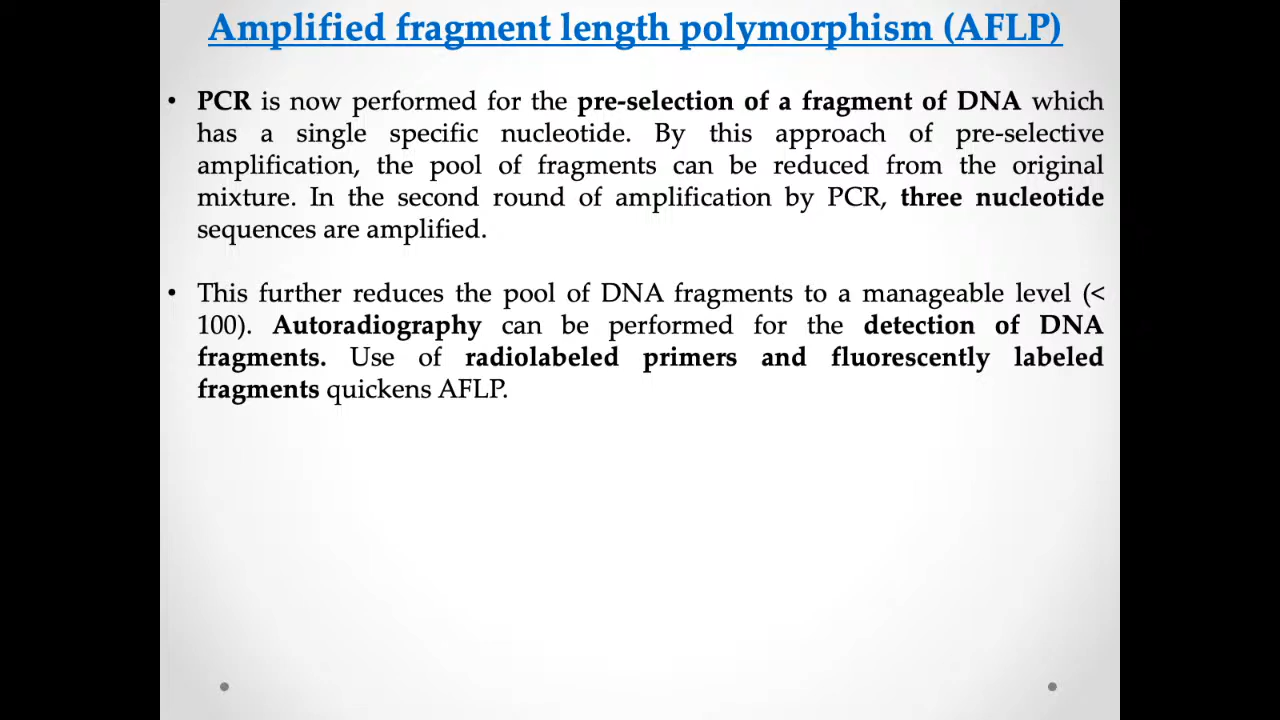 Amplified fragment length polymorphism (AFLP)
• PCR is now performed for the pre-selection of a fragment of DNA which
has a single specific nucleotide. By this approach of pre-selective
amplification, the pool of fragments can be reduced from the original
mixture. In the second round of amplification by PCR, three nucleotide
sequences are amplified.
• This further reduces the pool of DNA fragments to a manageable level (<
100). Autoradiography can be performed for the detection of DNA
fragments. Use of radiolabeled primers and fluorescently labeled
fragments quickens AFLP.